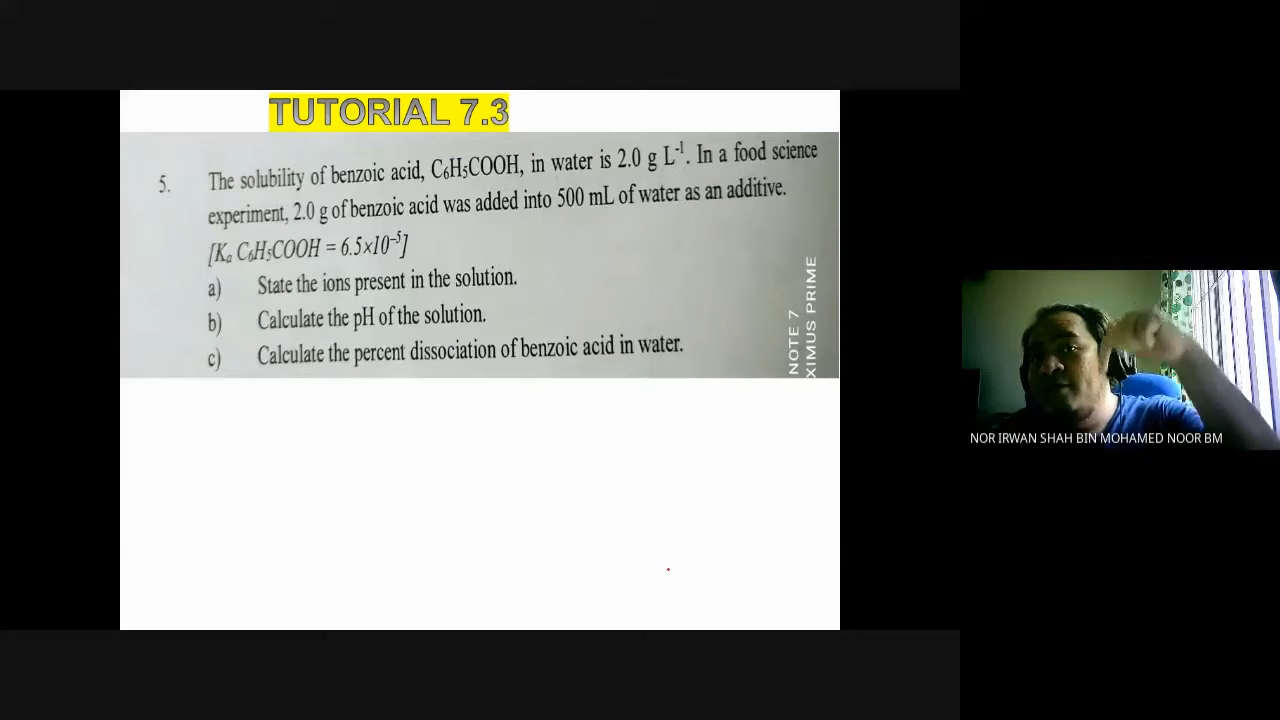 TUTORIAL 7.3
5. The solubility of benzoic acid, C₆H₅COOH, in water is 2.0 g L⁻¹. In a food science
experiment, 2.0 g of benzoic acid was added into 500 mL of water as an additive.
[Kₐ C₆H₅COOH = 6.5×10⁻⁵]
a) State the ions present in the solution.
b) Calculate the pH of the solution.
c) Calculate the percent dissociation of benzoic acid in water.
NOTE 7
XIMUS PRIME
NOR IRWAN SHAH BIN MOHAMED NOOR BM